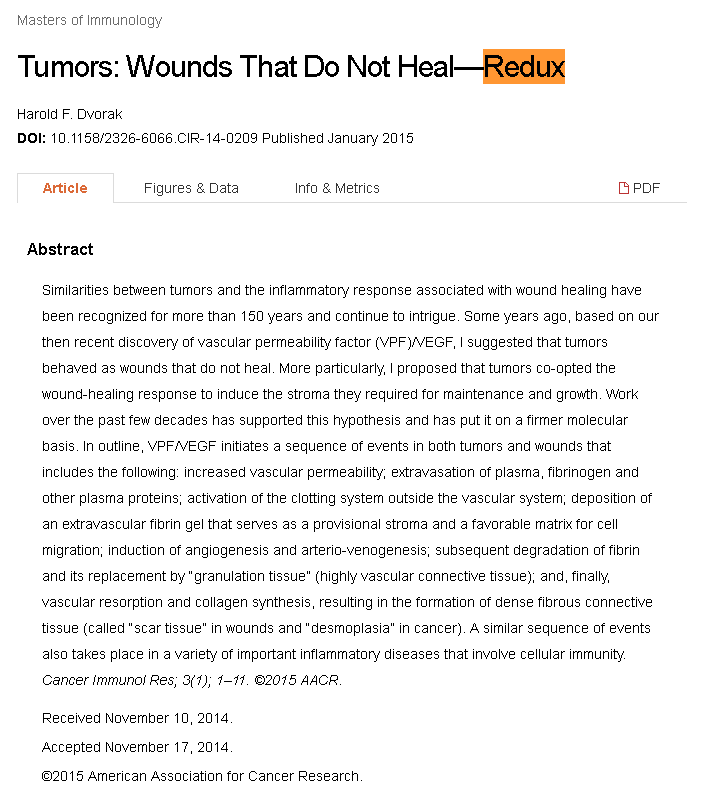 Masters of Immunology
Tumors: Wounds That Do Not Heal—Redux
Harold F. Dvorak
DOI: 10.1158/2326-6066.CIR-14-0209 Published January 2015
Article Figures & Data Info & Metrics PDF
Abstract
Similarities between tumors and the inflammatory response associated with wound healing have
been recognized for more than 150 years and continue to intrigue. Some years ago, based on our
then recent discovery of vascular permeability factor (VPF)/VEGF, I suggested that tumors
behaved as wounds that do not heal. More particularly, I proposed that tumors co-opted the
wound-healing response to induce the stroma they required for maintenance and growth. Work
over the past few decades has supported this hypothesis and has put it on a firmer molecular
basis. In outline, VPF/VEGF initiates a sequence of events in both tumors and wounds that
includes the following: increased vascular permeability; extravasation of plasma, fibrinogen and
other plasma proteins; activation of the clotting system outside the vascular system; deposition of
an extravascular fibrin gel that serves as a provisional stroma and a favorable matrix for cell
migration; induction of angiogenesis and arterio-venogenesis; subsequent degradation of fibrin
and its replacement by “granulation tissue” (highly vascular connective tissue); and, finally,
vascular resorption and collagen synthesis, resulting in the formation of dense fibrous connective
tissue (called “scar tissue” in wounds and “desmoplasia” in cancer). A similar sequence of events
also takes place in a variety of important inflammatory diseases that involve cellular immunity.
Cancer Immunol Res; 3(1); 1–11. ©2015 AACR.
Received November 10, 2014.
Accepted November 17, 2014.
©2015 American Association for Cancer Research.